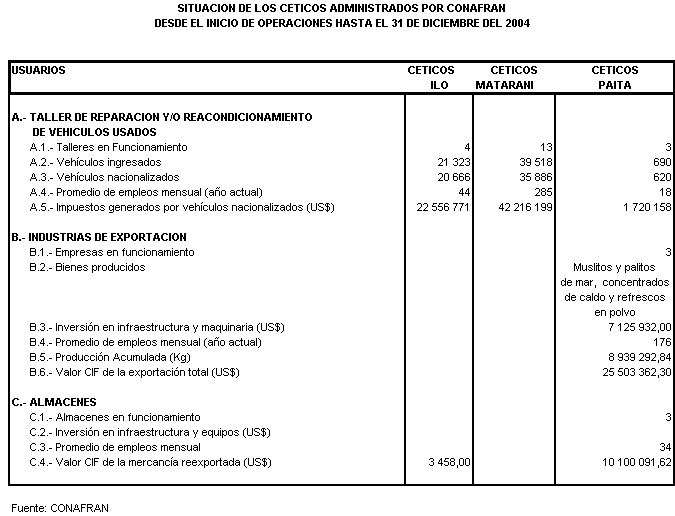 SITUACION DE LOS CETICOS ADMINISTRADOS POR CONAFRAN
DESDE EL INICIO DE OPERACIONES HASTA EL 31 DE DICIEMBRE DEL 2004
USUARIOS CETICOS CETICOS CETICOS
ILO MATARANI PAITA
A.- TALLER DE REPARACION Y/O REACONDICIONAMIENTO
DE VEHICULOS USADOS
A.1.- Talleres en Funcionamiento 4 13 3
A.2.- Vehículos ingresados 21 323 39 518 690
A.3.- Vehículos nacionalizados 20 666 35 886 620
A.4.- Promedio de empleos mensual (año actual) 44 285 18
A.5.- Impuestos generados por vehículos nacionalizados (US$) 22 556 771 42 216 199 1 720 158
B.- INDUSTRIAS DE EXPORTACION
B.1.- Empresas en funcionamiento 3
B.2.- Bienes producidos Muslitos y palitos
de mar, concentrados
de caldo y refrescos
en polvo
B.3.- Inversión en infraestructura y maquinaria (US$) 7 125 932,00
B.4.- Promedio de empleos mensual (año actual) 176
B.5.- Producción Acumulada (Kg) 8 939 292,84
B.6.- Valor CIF de la exportación total (US$) 25 503 362,30
C.- ALMACENES
C.1.- Almacenes en funcionamiento 3
C.2.- Inversión en infraestructura y equipos (US$)
C.3.- Promedio de empleos mensual 34
C.4.- Valor CIF de la mercancía reexportada (US$) 3 458,00 10 100 091,62
Fuente: CONAFRAN